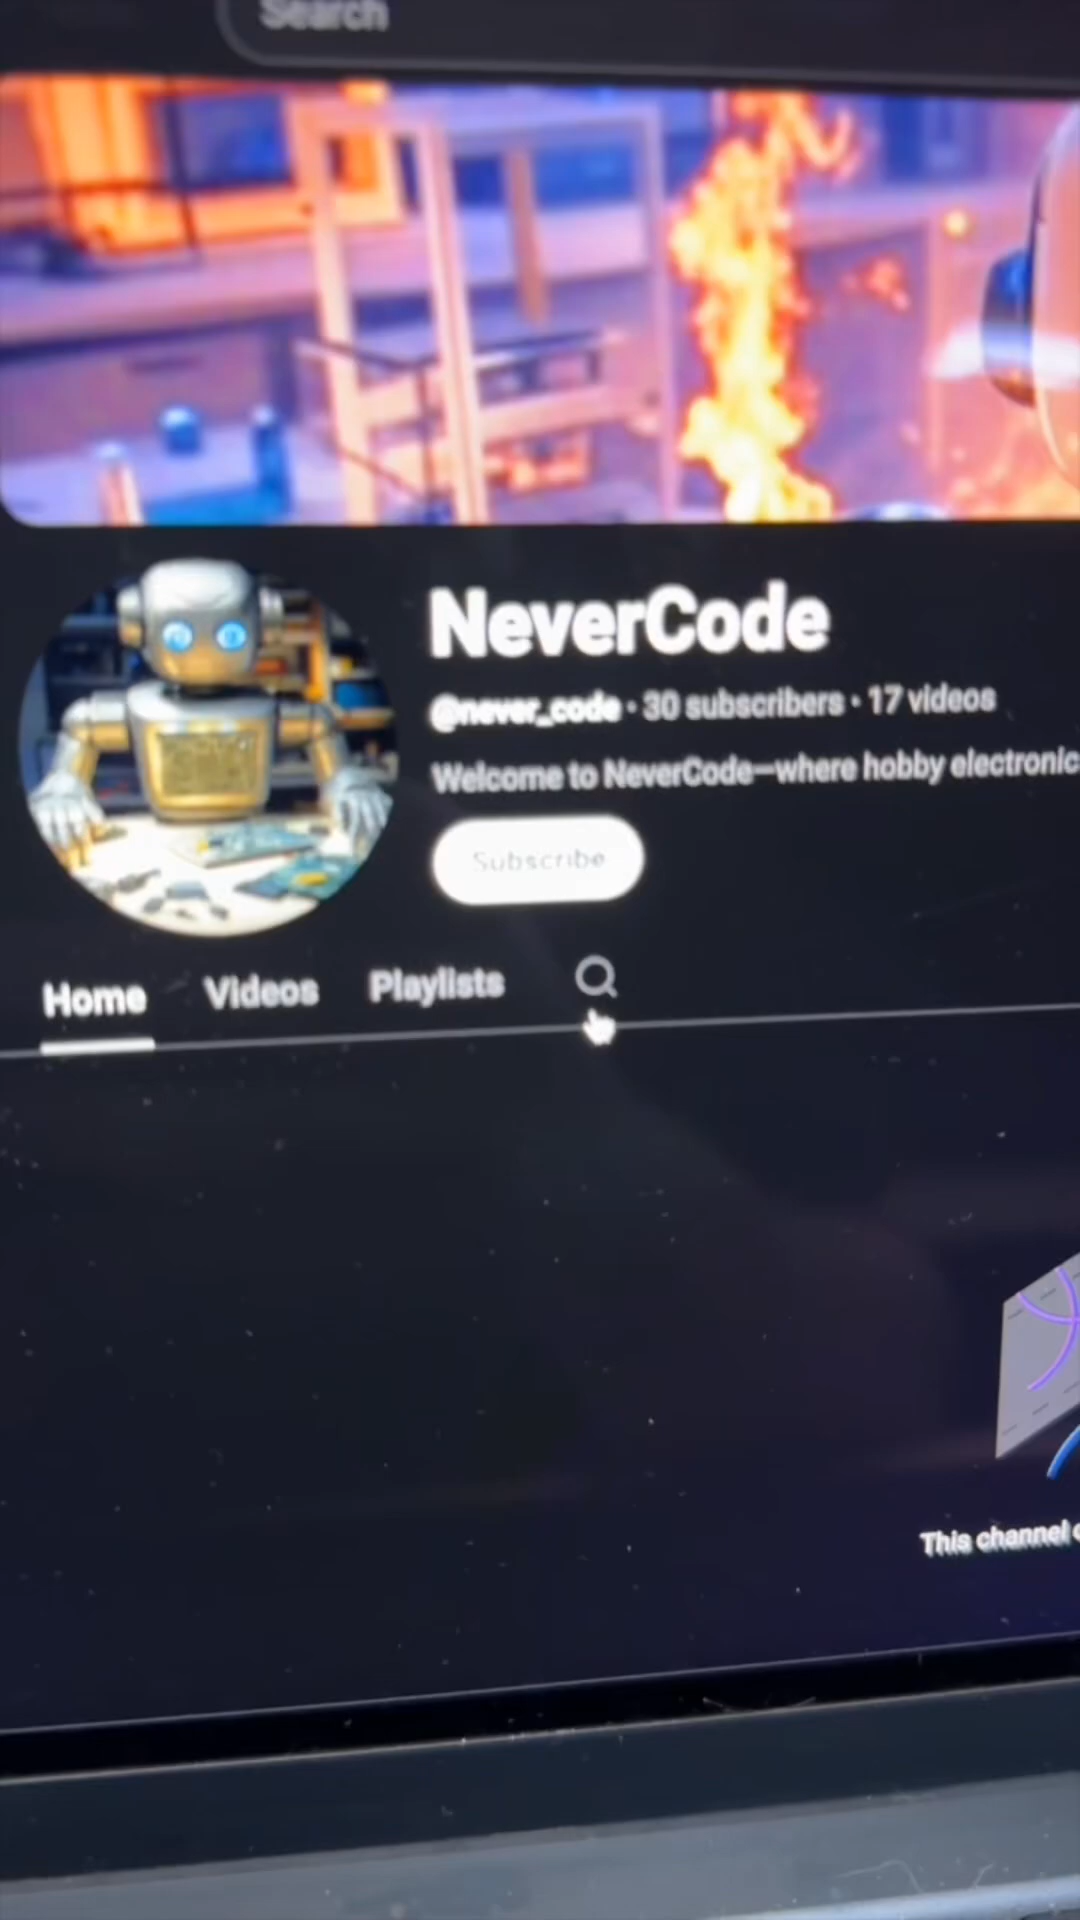 Search
NeverCode
@never_code • 30 subscribers • 17 videos
Welcome to NeverCode—where hobby electronic
Subscribe
Home Videos Playlists
This channel